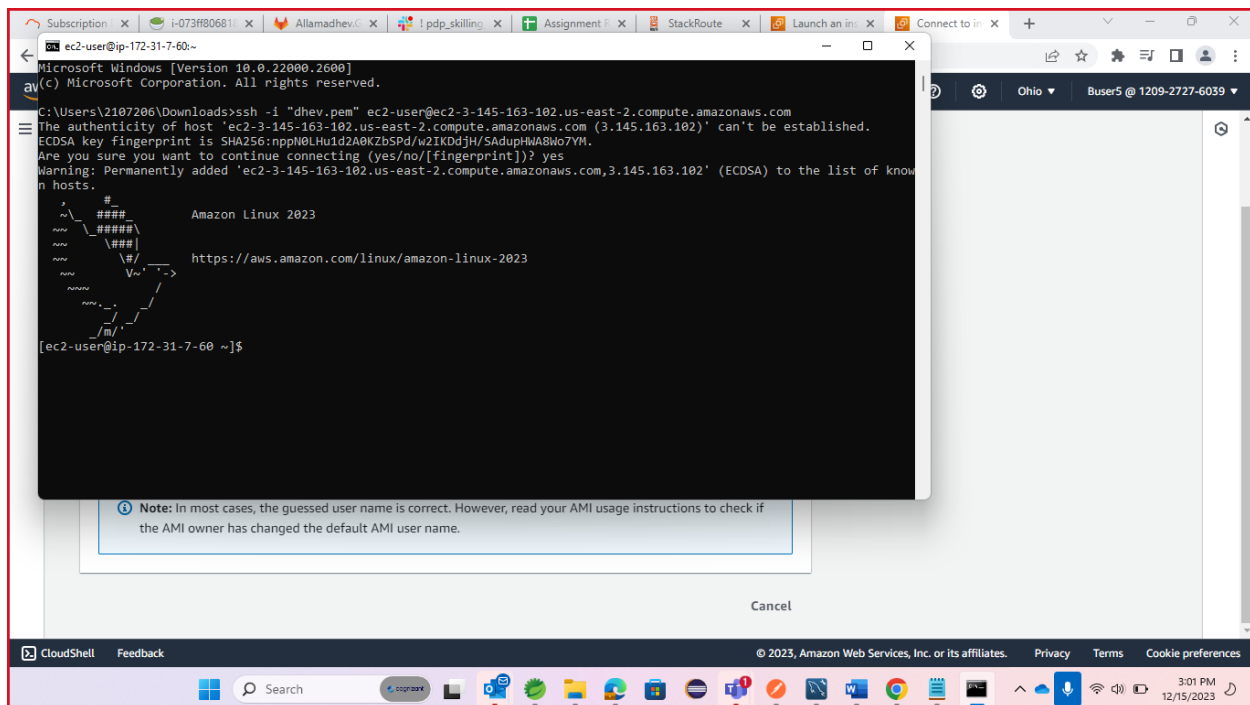 Subscription
i-073ff80681
Allamadhev.G
! pdp_skilling
Assignment R
StackRoute
Launch an ins
Connect to in
ec2-user@ip-172-31-7-60:~
Microsoft Windows [Version 10.0.22000.2600]
(c) Microsoft Corporation. All rights reserved.
Ohio
Buser5 @ 1209-2727-6039
C:\Users\2107206\Downloads>ssh -i "dhev.pem" ec2-user@ec2-3-145-163-102.us-east-2.compute.amazonaws.com
The authenticity of host 'ec2-3-145-163-102.us-east-2.compute.amazonaws.com (3.145.163.102)' can't be established.
ECDSA key fingerprint is SHA256:nppN0LHu1d2A0KZbSPd/w2IKDdjH/SAdupHWA8Wo7YM.
Are you sure you want to continue connecting (yes/no/[fingerprint])? yes
Warning: Permanently added 'ec2-3-145-163-102.us-east-2.compute.amazonaws.com,3.145.163.102' (ECDSA) to the list of know
n hosts.
   ,     #_
   ~\_  ####_        Amazon Linux 2023
  ~~  \_#####\
  ~~     \###|
  ~~       \#/ ___   https://aws.amazon.com/linux/amazon-linux-2023
   ~~       V~' '->
    ~~~         /
      ~~._.   _/
         _/ _/
       _/m/'
[ec2-user@ip-172-31-7-60 ~]$
Note: In most cases, the guessed user name is correct. However, read your AMI usage instructions to check if
the AMI owner has changed the default AMI user name.
Cancel
CloudShell
Feedback
© 2023, Amazon Web Services, Inc. or its affiliates.
Privacy
Terms
Cookie preferences
Search
cognizant
1
3:01 PM
12/15/2023